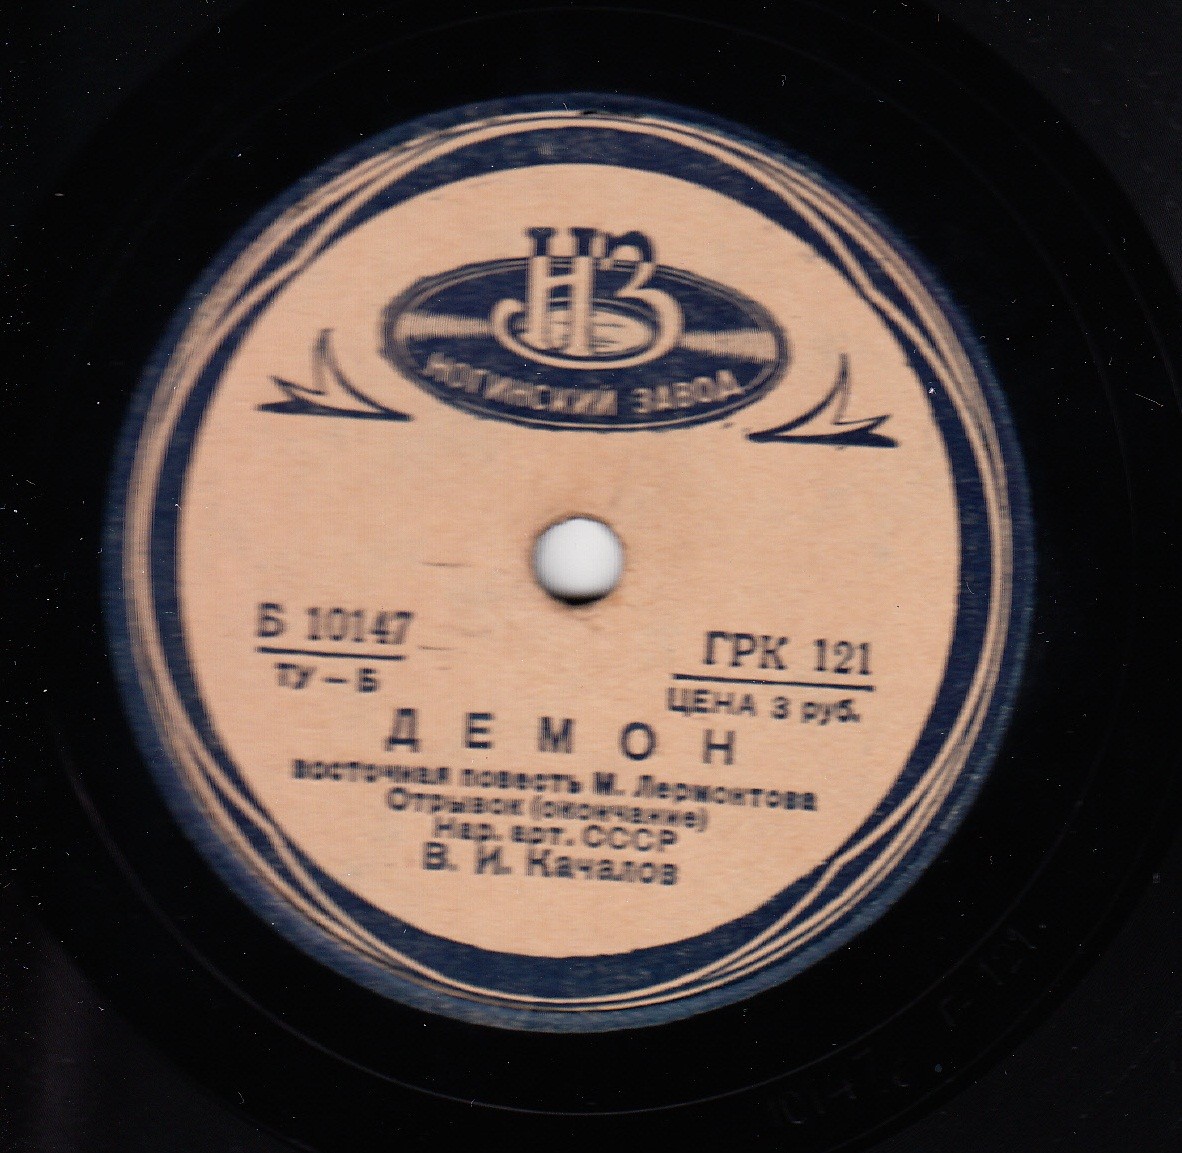 НЗ
НОГИНСКИЙ ЗАВОД
Б 10147
ТУ – Б
ГРК 121
ЦЕНА 3 руб.
ДЕМОН
восточная повесть М. Лермонтова
Отрывок (окончание)
Нар. арт. СССР
В. И. Качалов